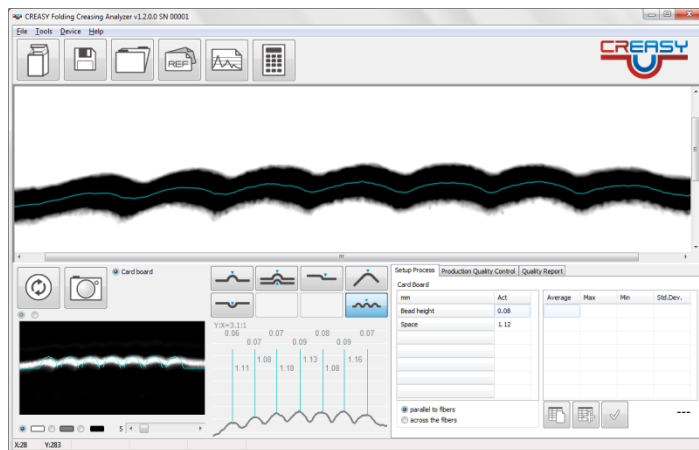 CREASY Folding Creasing Analyzer v1.2.0.0 SN 00001
File Tools Device Help
REF
CREASY
Card board
Y:X=3.1:1
0.06 0.07 0.08 0.07
0.07 0.09 0.09
1.08 1.13 1.16
1.11 1.18 1.08
5
Setup Process Production Quality Control Quality Report
Card Board
mm Act
Bead height 0.08
Space 1.12
Average Max Min Std.Dev.
parallel to fibers
across the fibers
---
X:28 Y:283